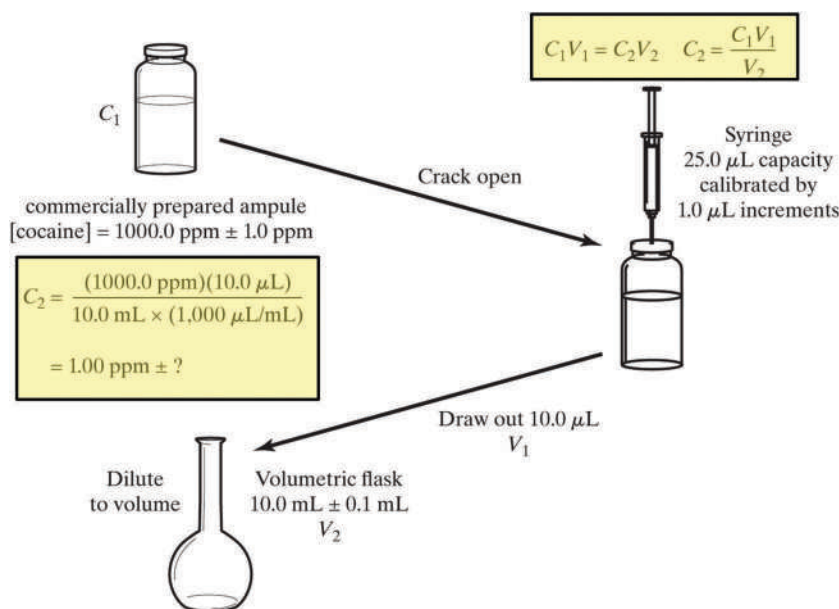 C₁V₁ = C₂V₂ C₂ = C₁V₁ / V₂
C₁
Syringe
25.0 μL capacity
calibrated by
1.0 μL increments
Crack open
commercially prepared ampule
[cocaine] = 1000.0 ppm ± 1.0 ppm
C₂ = (1000.0 ppm)(10.0 μL) / 10.0 mL × (1,000 μL/mL)
= 1.00 ppm ± ?
Draw out 10.0 μL
V₁
Dilute
to volume
Volumetric flask
10.0 mL ± 0.1 mL
V₂